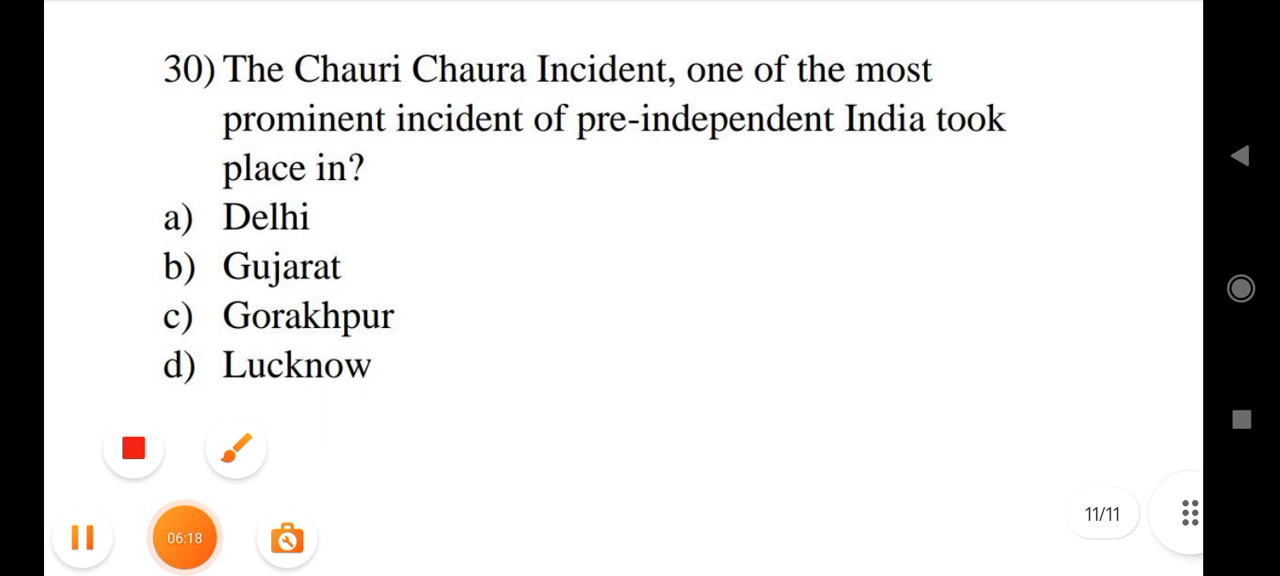 30) The Chauri Chaura Incident, one of the most
prominent incident of pre-independent India took
place in?
a) Delhi
b) Gujarat
c) Gorakhpur
d) Lucknow
06:18
11/11